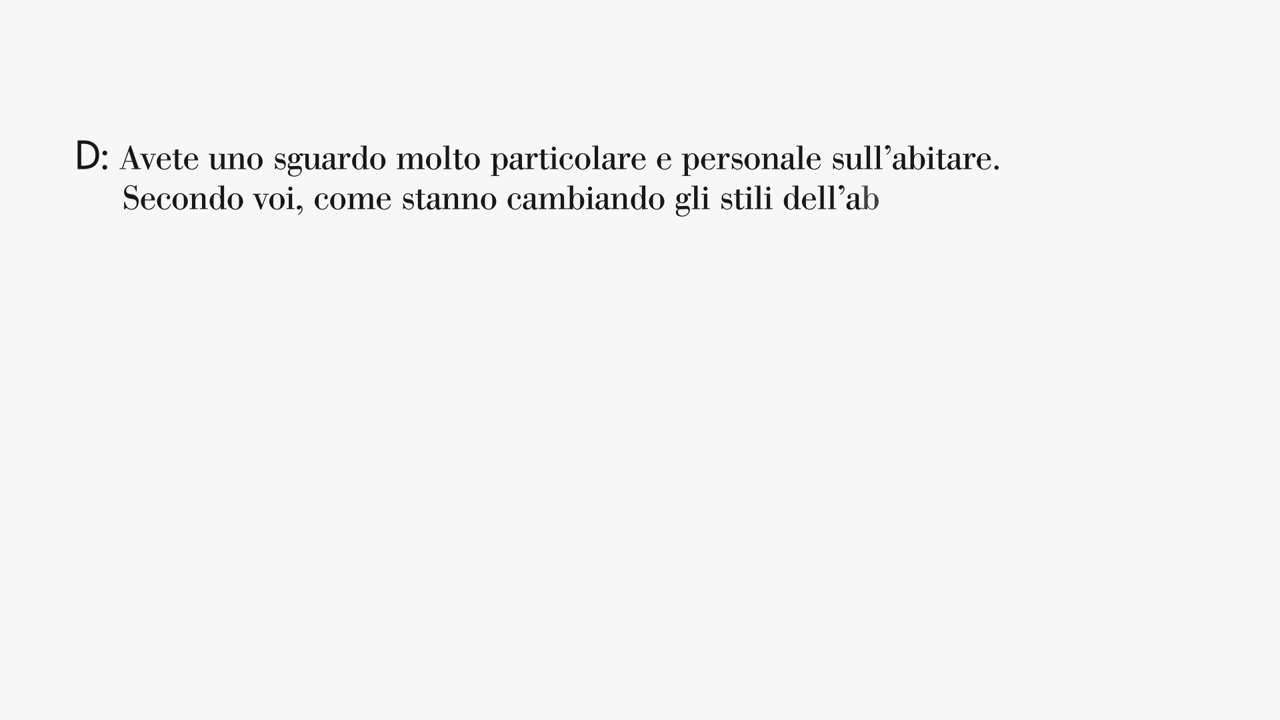 D: Avete uno sguardo molto particolare e personale sull’abitare.
Secondo voi, come stanno cambiando gli stili dell’ab